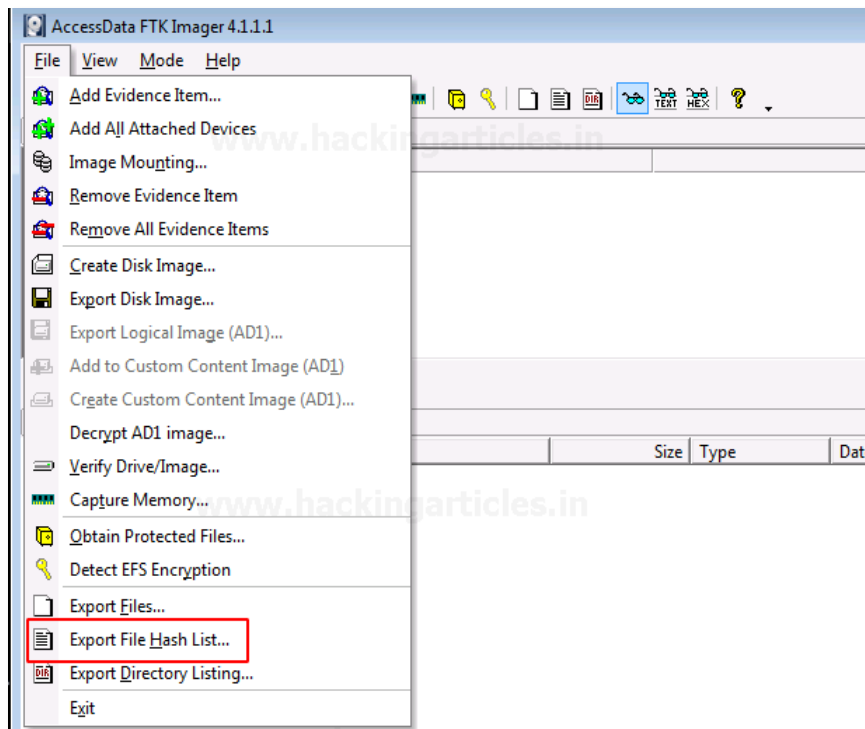 AccessData FTK Imager 4.1.1.1
File View Mode Help
Add Evidence Item...
TEXT HEX ?
Add All Attached Devices
www.hackingarticles.in
Image Mounting...
Remove Evidence Item
Remove All Evidence Items
Create Disk Image...
Export Disk Image...
Export Logical Image (AD1)...
Add to Custom Content Image (AD1)
Create Custom Content Image (AD1)...
Decrypt AD1 image...
Size Type Dat
Verify Drive/Image...
Capture Memory...
www.hackingarticles.in
Obtain Protected Files...
Detect EFS Encryption
Export Files...
Export File Hash List...
DIR Export Directory Listing...
Exit